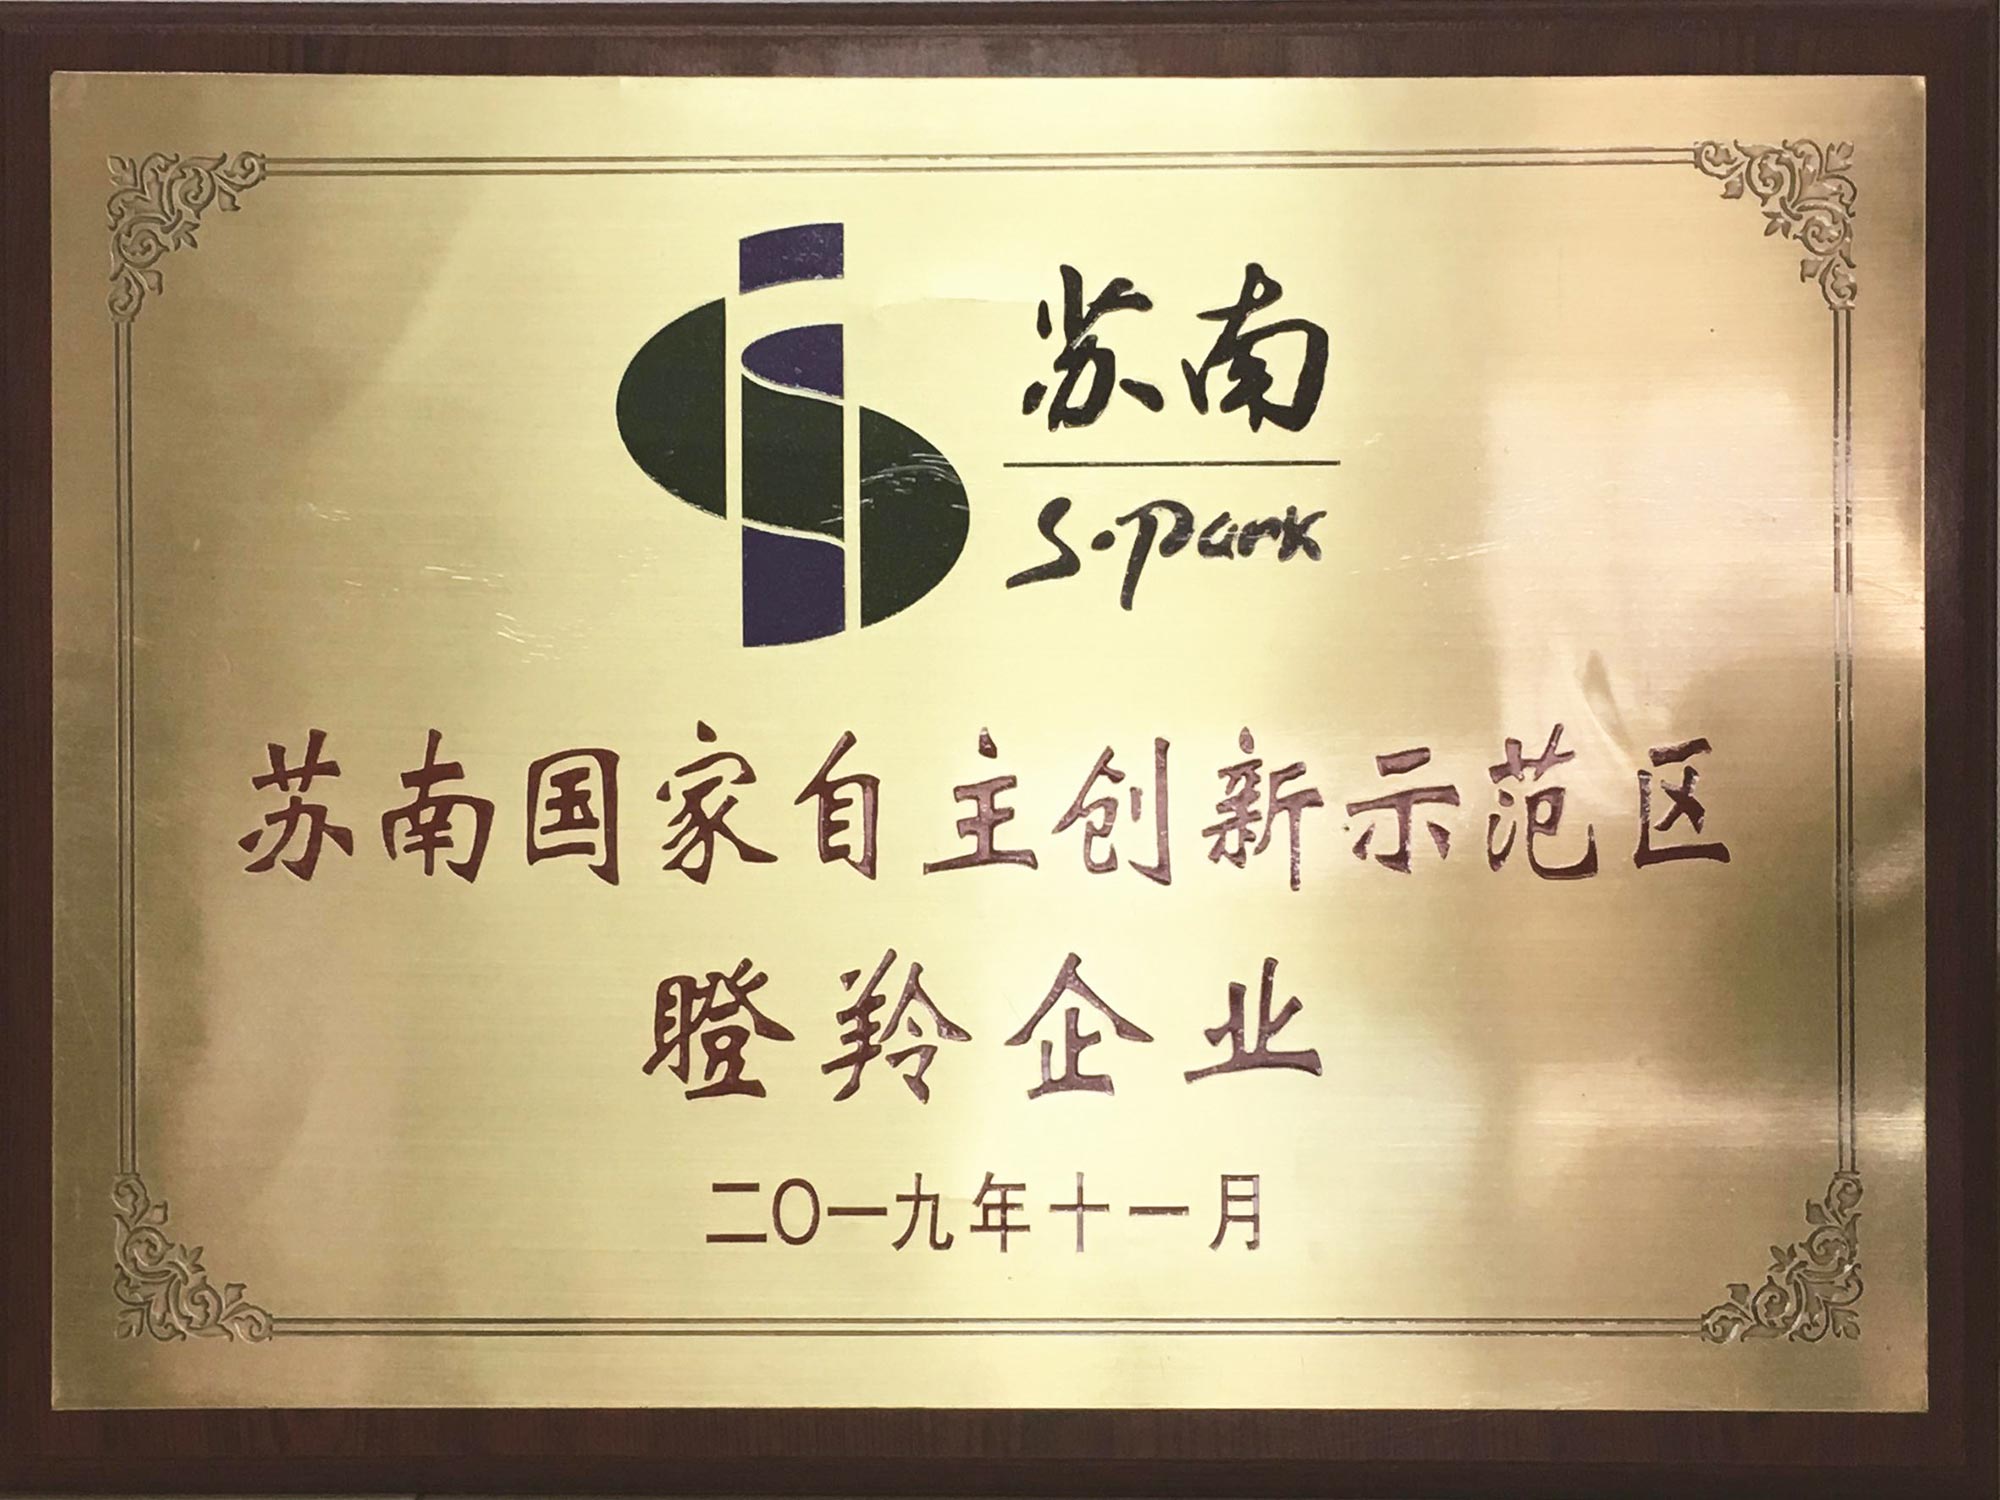 苏南
S·Park
苏南国家自主创新示范区
瞪羚企业
二〇一九年十一月